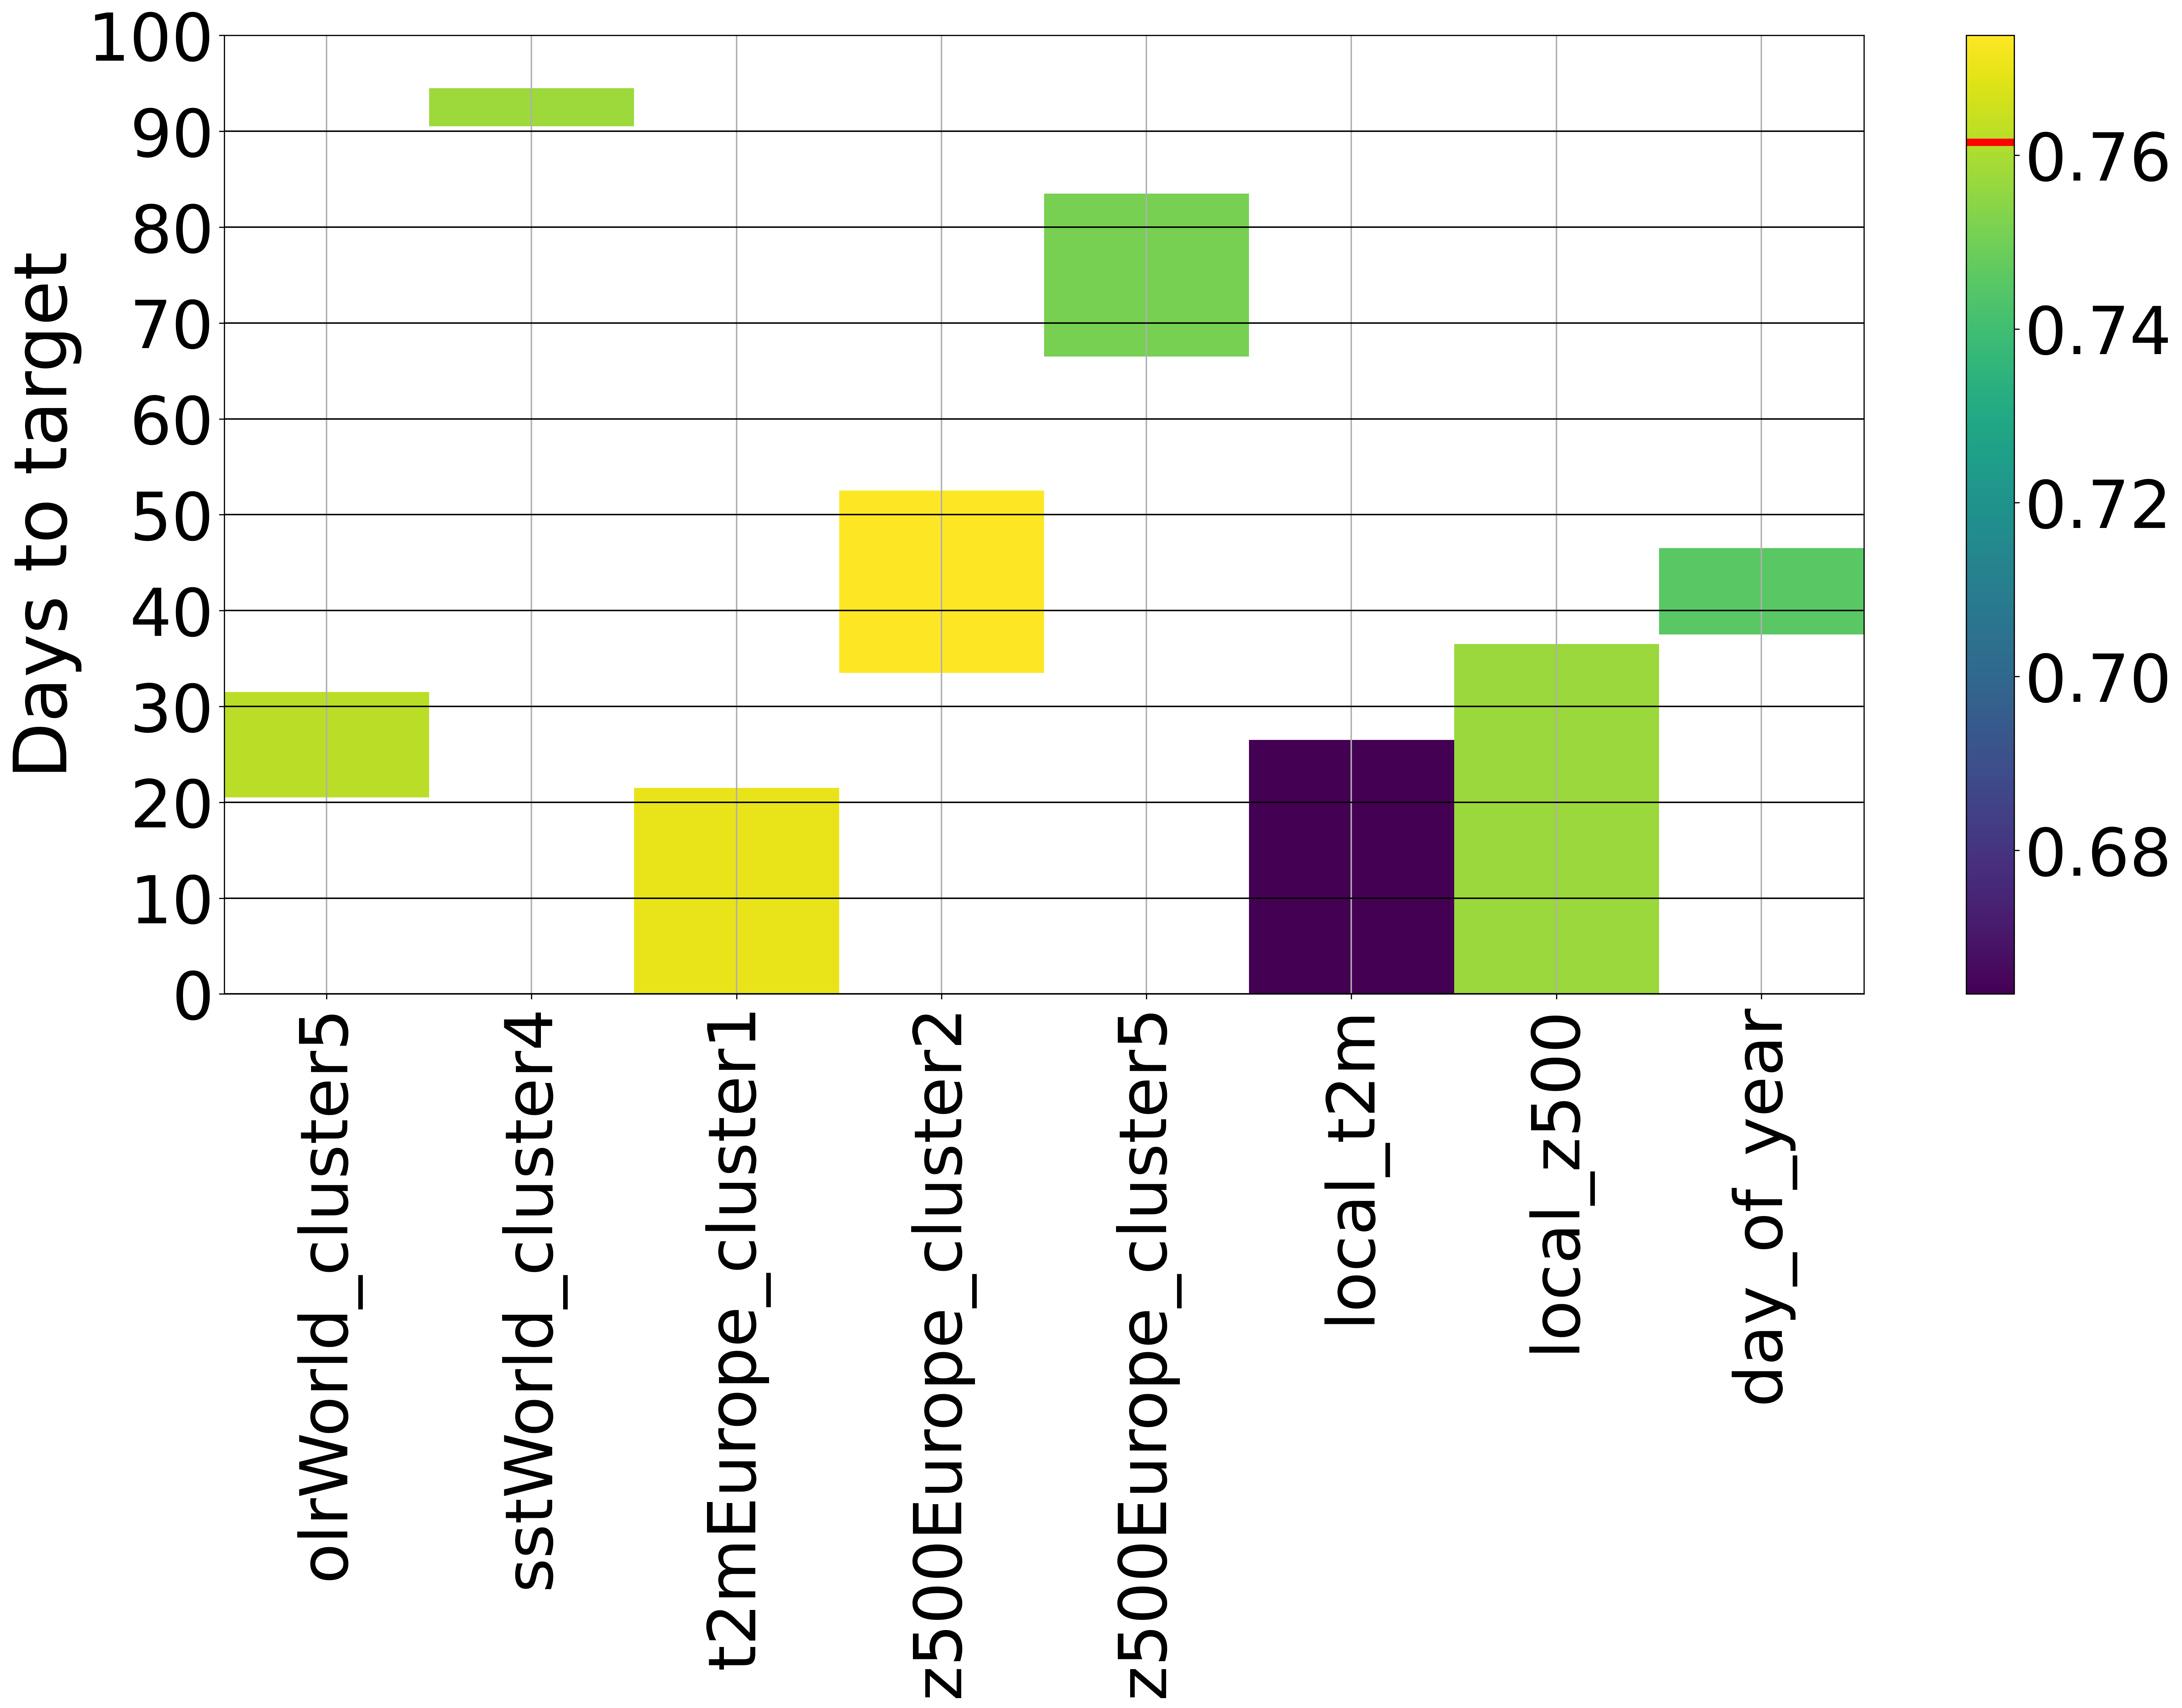 Days to target
100
90
80
70
60
50
40
30
20
10
0
olrWorld_cluster5
sstWorld_cluster4
t2mEurope_cluster1
z500Europe_cluster2
z500Europe_cluster5
local_t2m
local_z500
day_of_year
0.76
0.74
0.72
0.70
0.68